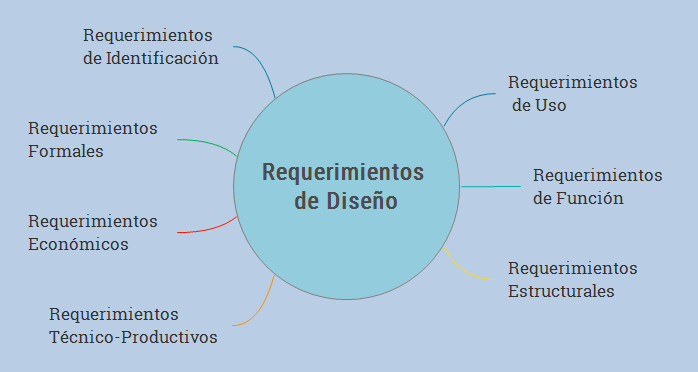 Requerimientos
de Identificación
Requerimientos
de Uso
Requerimientos
Formales
Requerimientos
de Diseño
Requerimientos
de Función
Requerimientos
Económicos
Requerimientos
Estructurales
Requerimientos
Técnico-Productivos